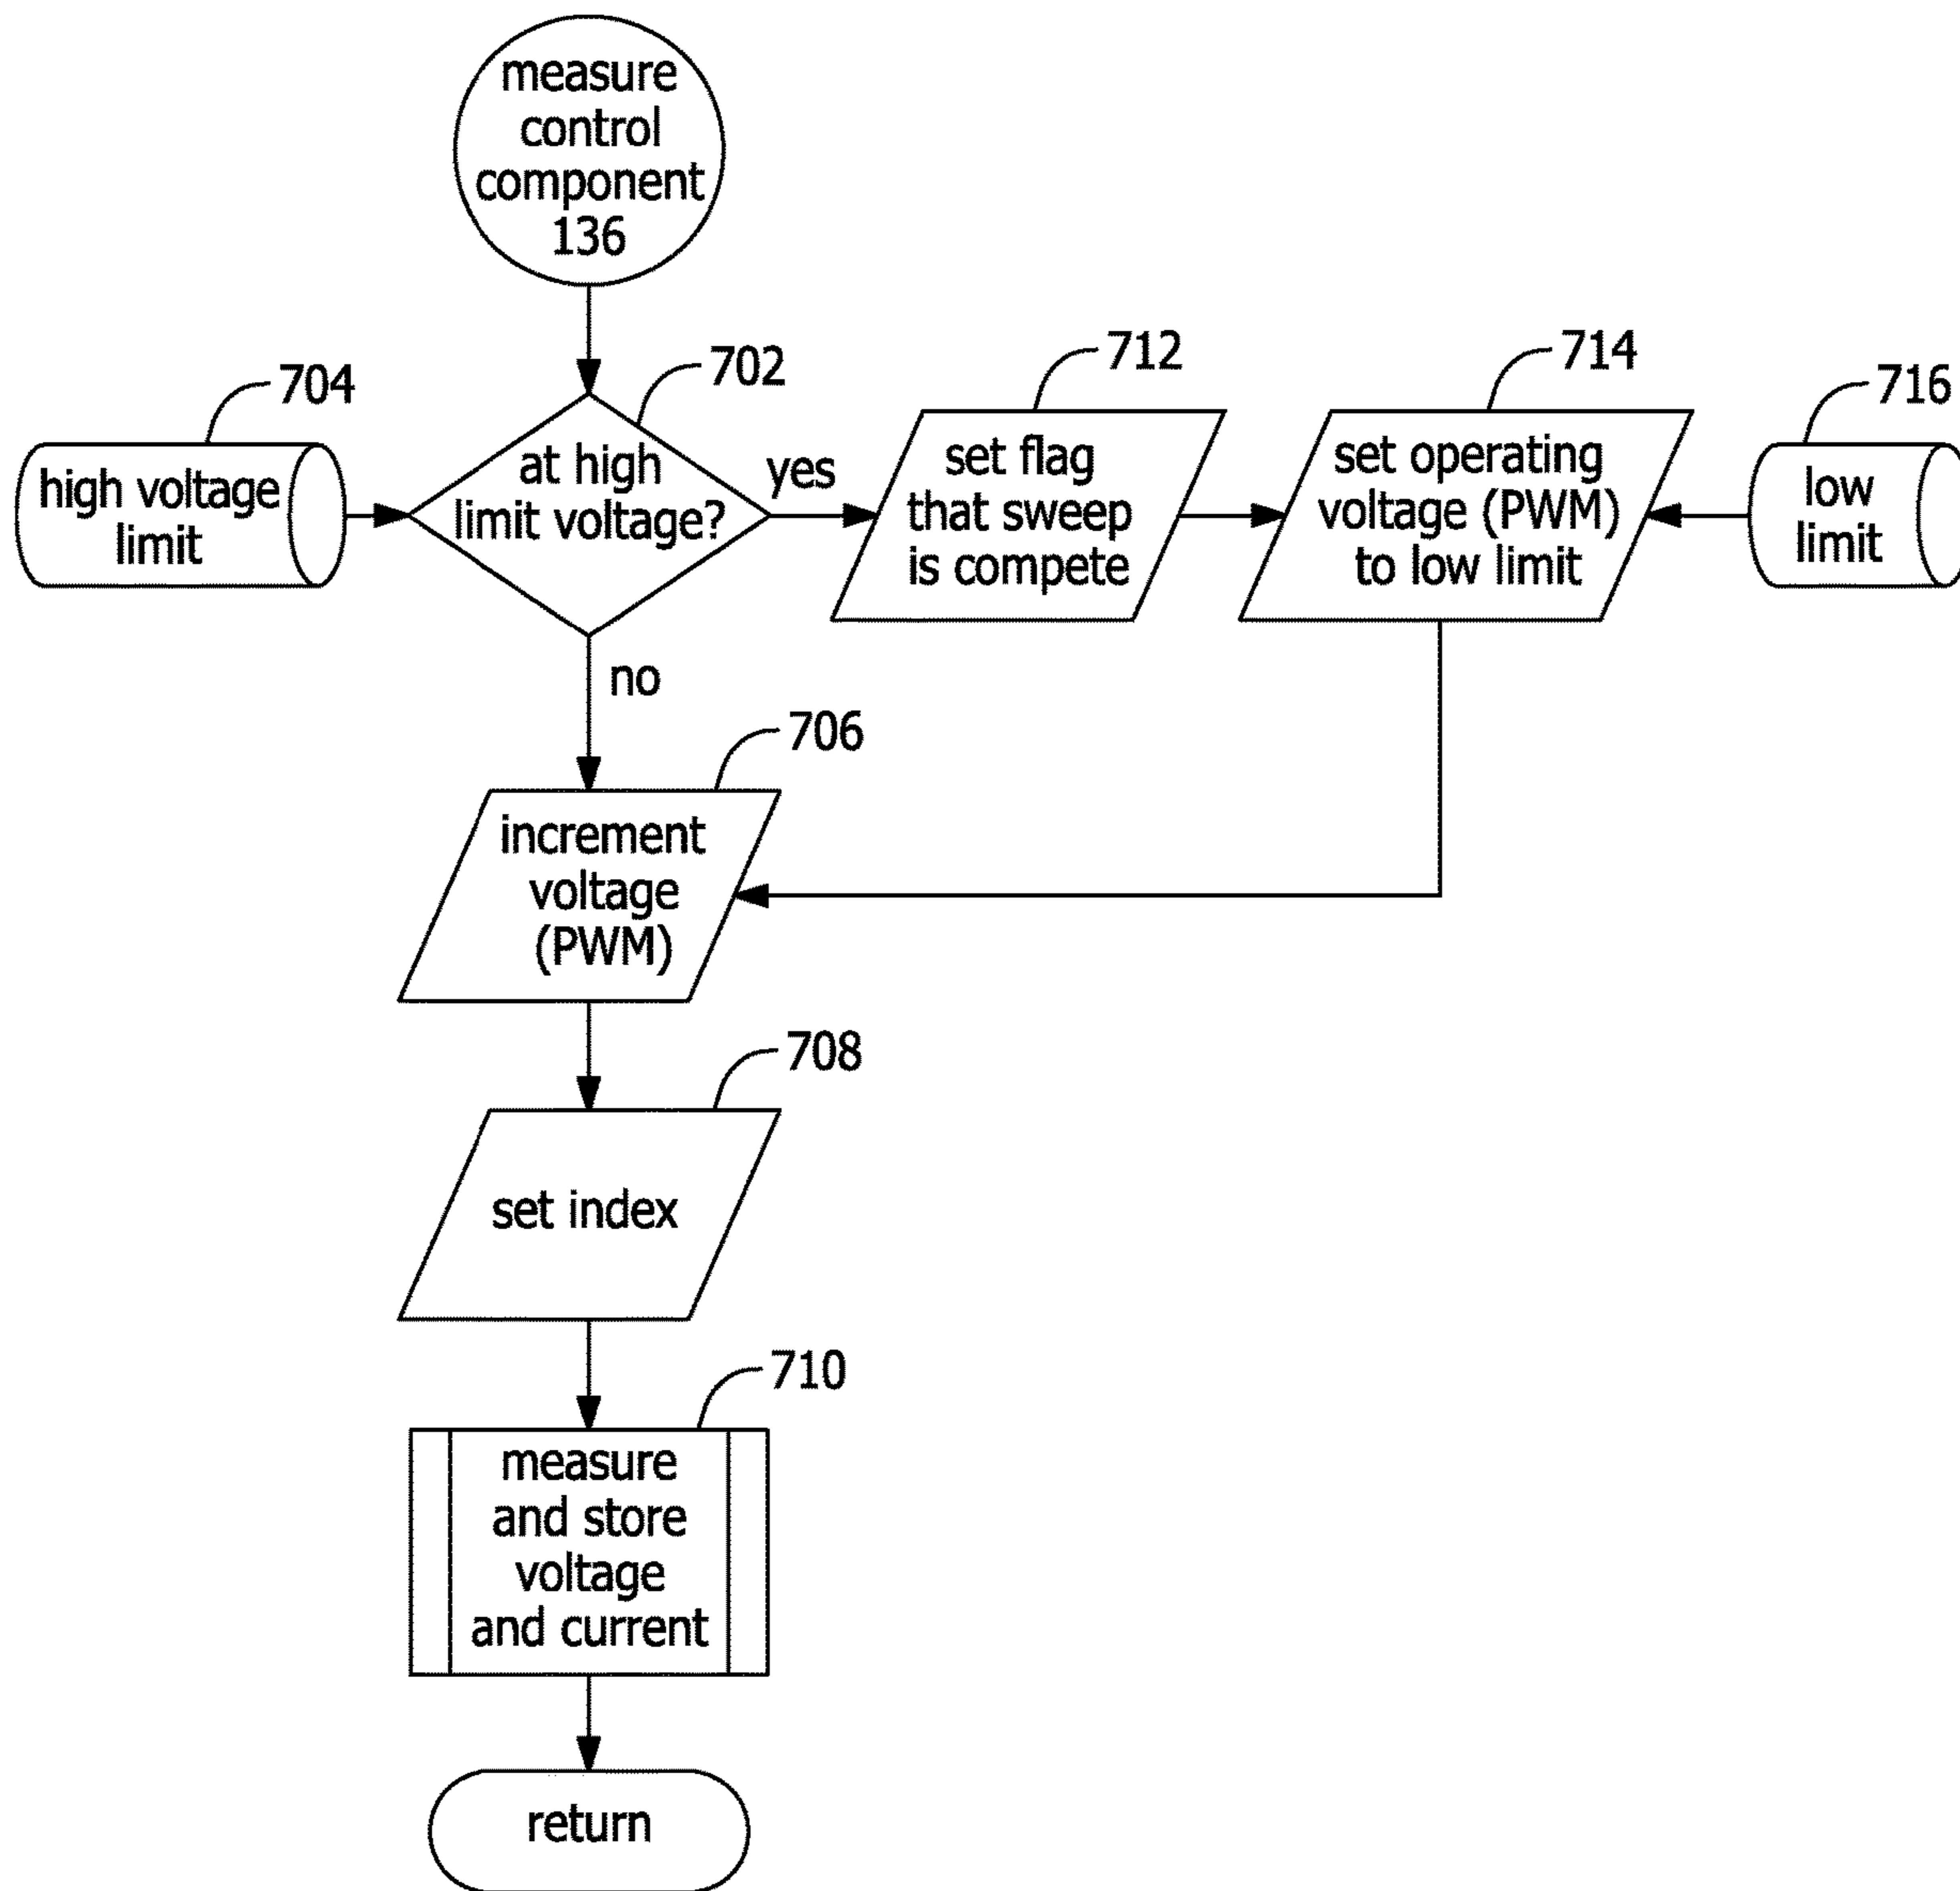 measure
control
component
136
704
702
712
714
716
high voltage
limit
at high
limit voltage?
yes
set flag
that sweep
is compete
set operating
voltage (PWM)
to low limit
low
limit
no
706
increment
voltage
(PWM)
708
set index
710
measure
and store
voltage
and current
return